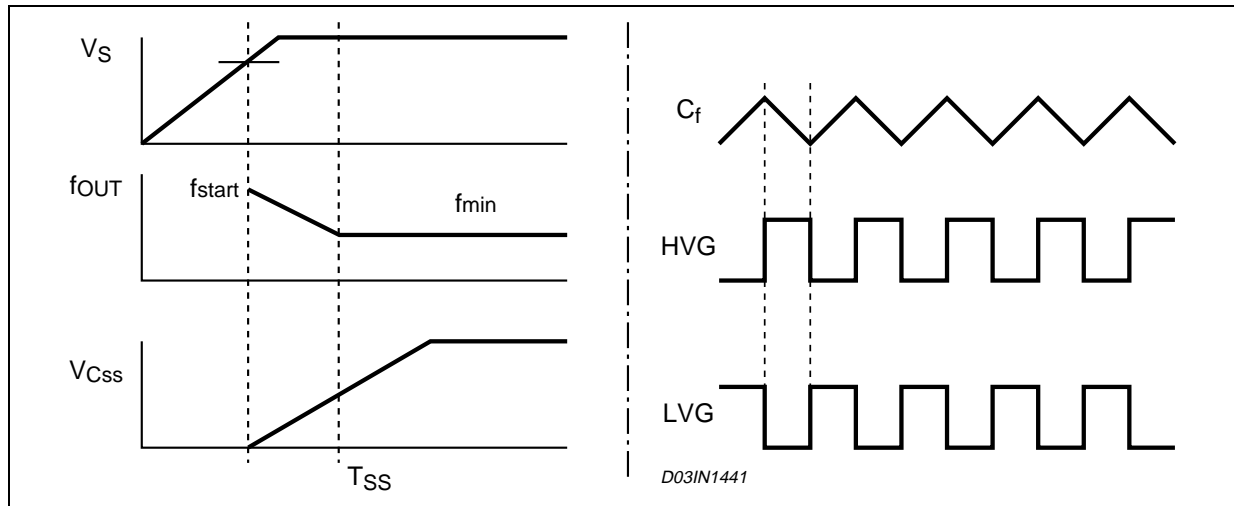 VS
fOUT
fstart
fmin
VCss
TSS
Cf
HVG
LVG
D03IN1441